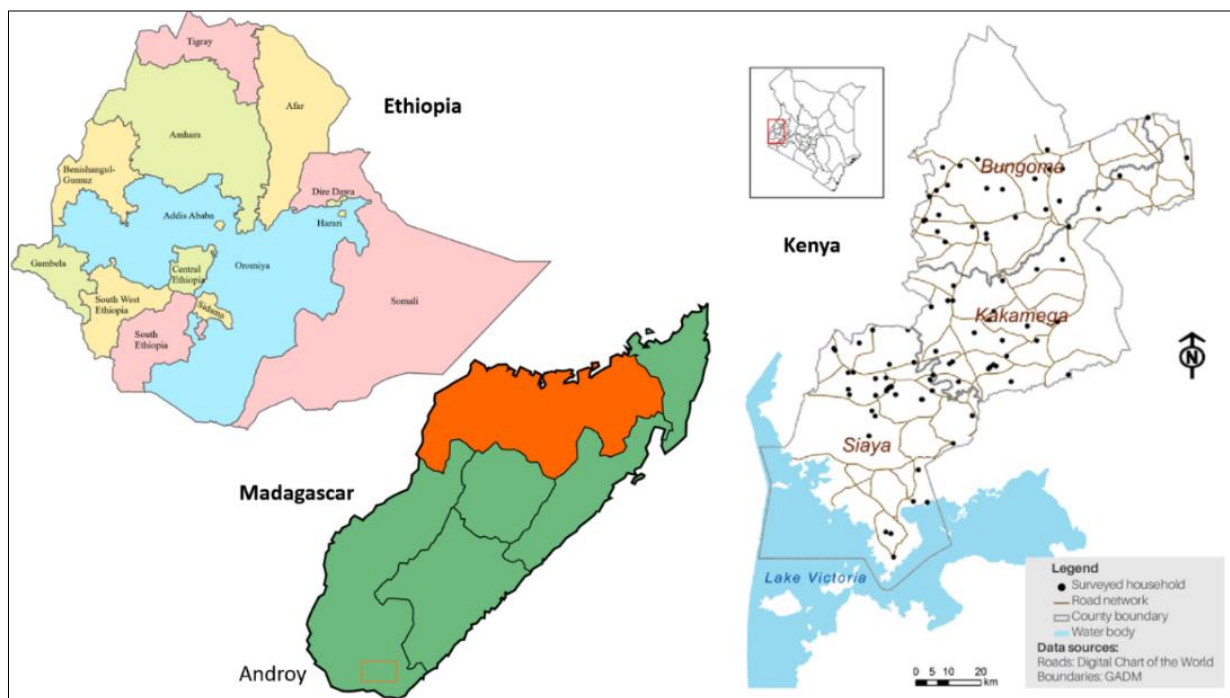 Tigray
Afar
Ethiopia
Amhara
Benishangul-
Gumuz
Dire Dawa
Addis Ababa
Harari
Gambela
Central
Ethiopia
Oromiya
South West
Ethiopia
Sidama
Somali
South
Ethiopia
Madagascar
Androy
Kenya
Bungoma
Kakamega
N
Siaya
Lake Victoria
Legend
Surveyed household
Road network
County boundary
Water body
Data sources:
Roads: Digital Chart of the World
Boundaries: GADM
0 5 10 20
km